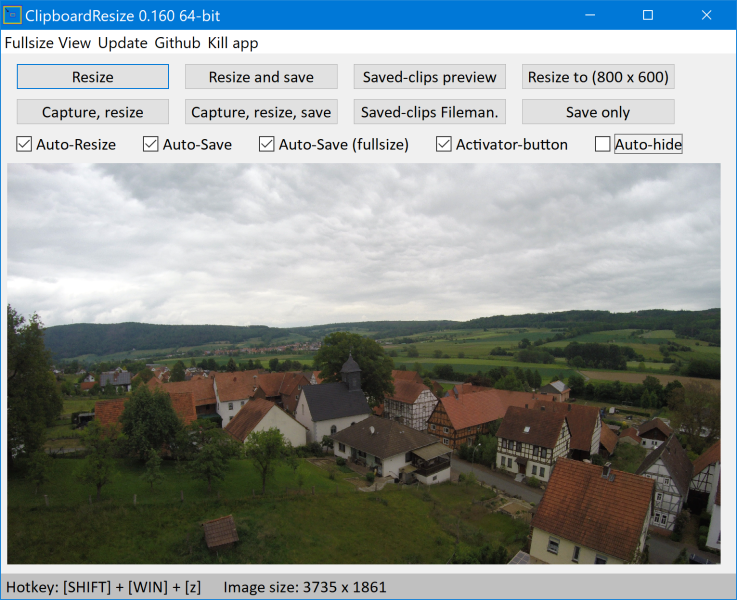 ClipboardResize 0.160 64-bit
Fullsize View Update Github Kill app
Resize Resize and save Saved-clips preview Resize to (800 x 600)
Capture, resize Capture, resize, save Saved-clips Fileman. Save only
Auto-Resize Auto-Save Auto-Save (fullsize) Activator-button Auto-hide
Hotkey: [SHIFT] + [WIN] + [z] Image size: 3735 x 1861